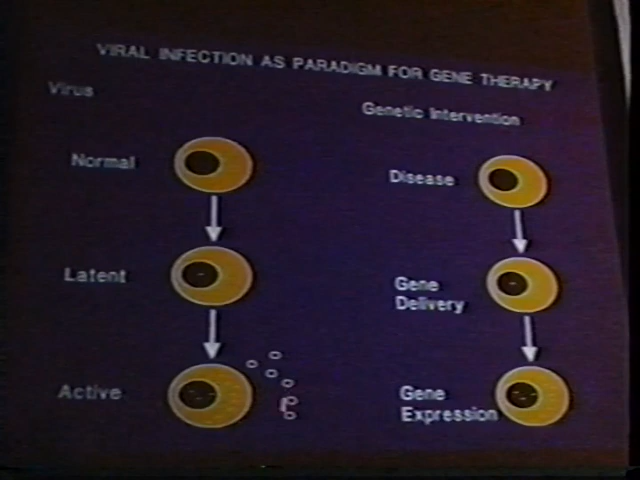 VIRAL INFECTION AS PARADIGM FOR GENE THERAPY
Virus
Normal
Latent
Active
Genetic Intervention
Disease
Gene
Delivery
Gene
Expression